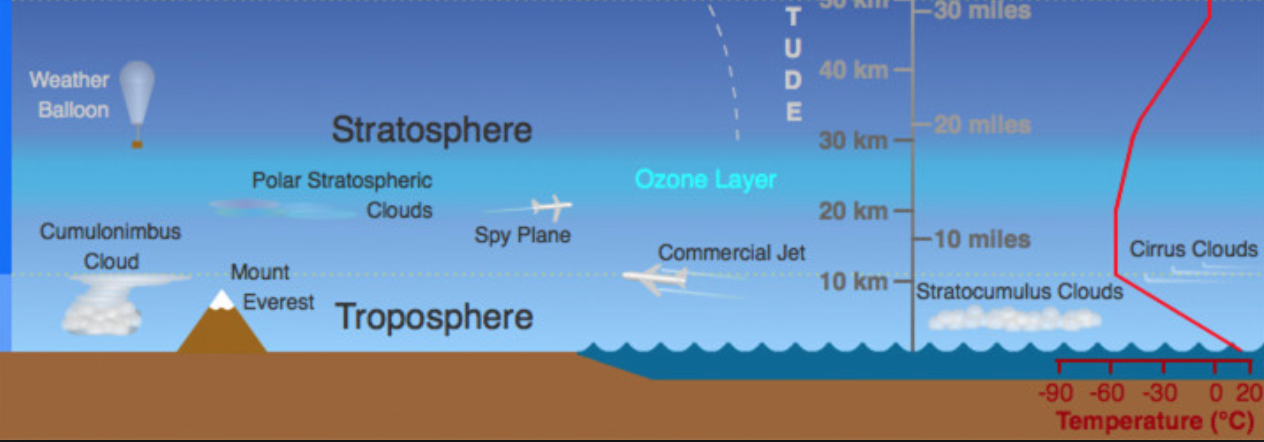 T
U
D
E
50 km
30 miles
Weather
Balloon
40 km
Stratosphere
20 miles
30 km
Polar Stratospheric
Clouds
Ozone Layer
20 km
Spy Plane
10 miles
Cumulonimbus
Cloud
Commercial Jet
Cirrus Clouds
Mount
Everest
10 km
Stratocumulus Clouds
Troposphere
-90 -60 -30 0 20
Temperature (°C)